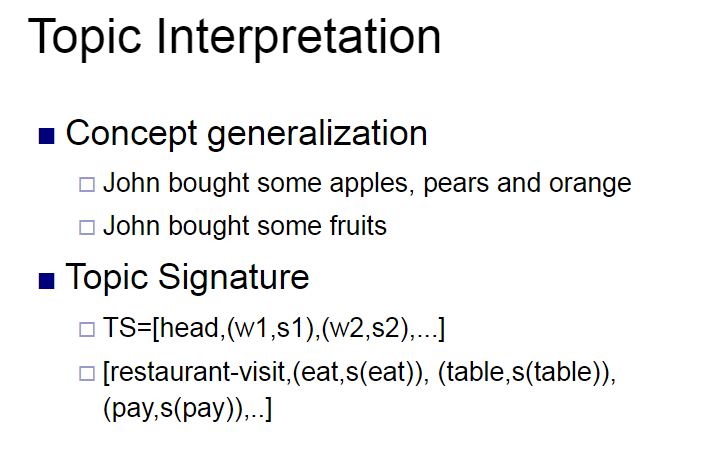 Topic Interpretation
Concept generalization
John bought some apples, pears and orange
John bought some fruits
Topic Signature
TS=[head,(w1,s1),(w2,s2),...]
[restaurant-visit,(eat,s(eat)), (table,s(table)),
(pay,s(pay)),..]